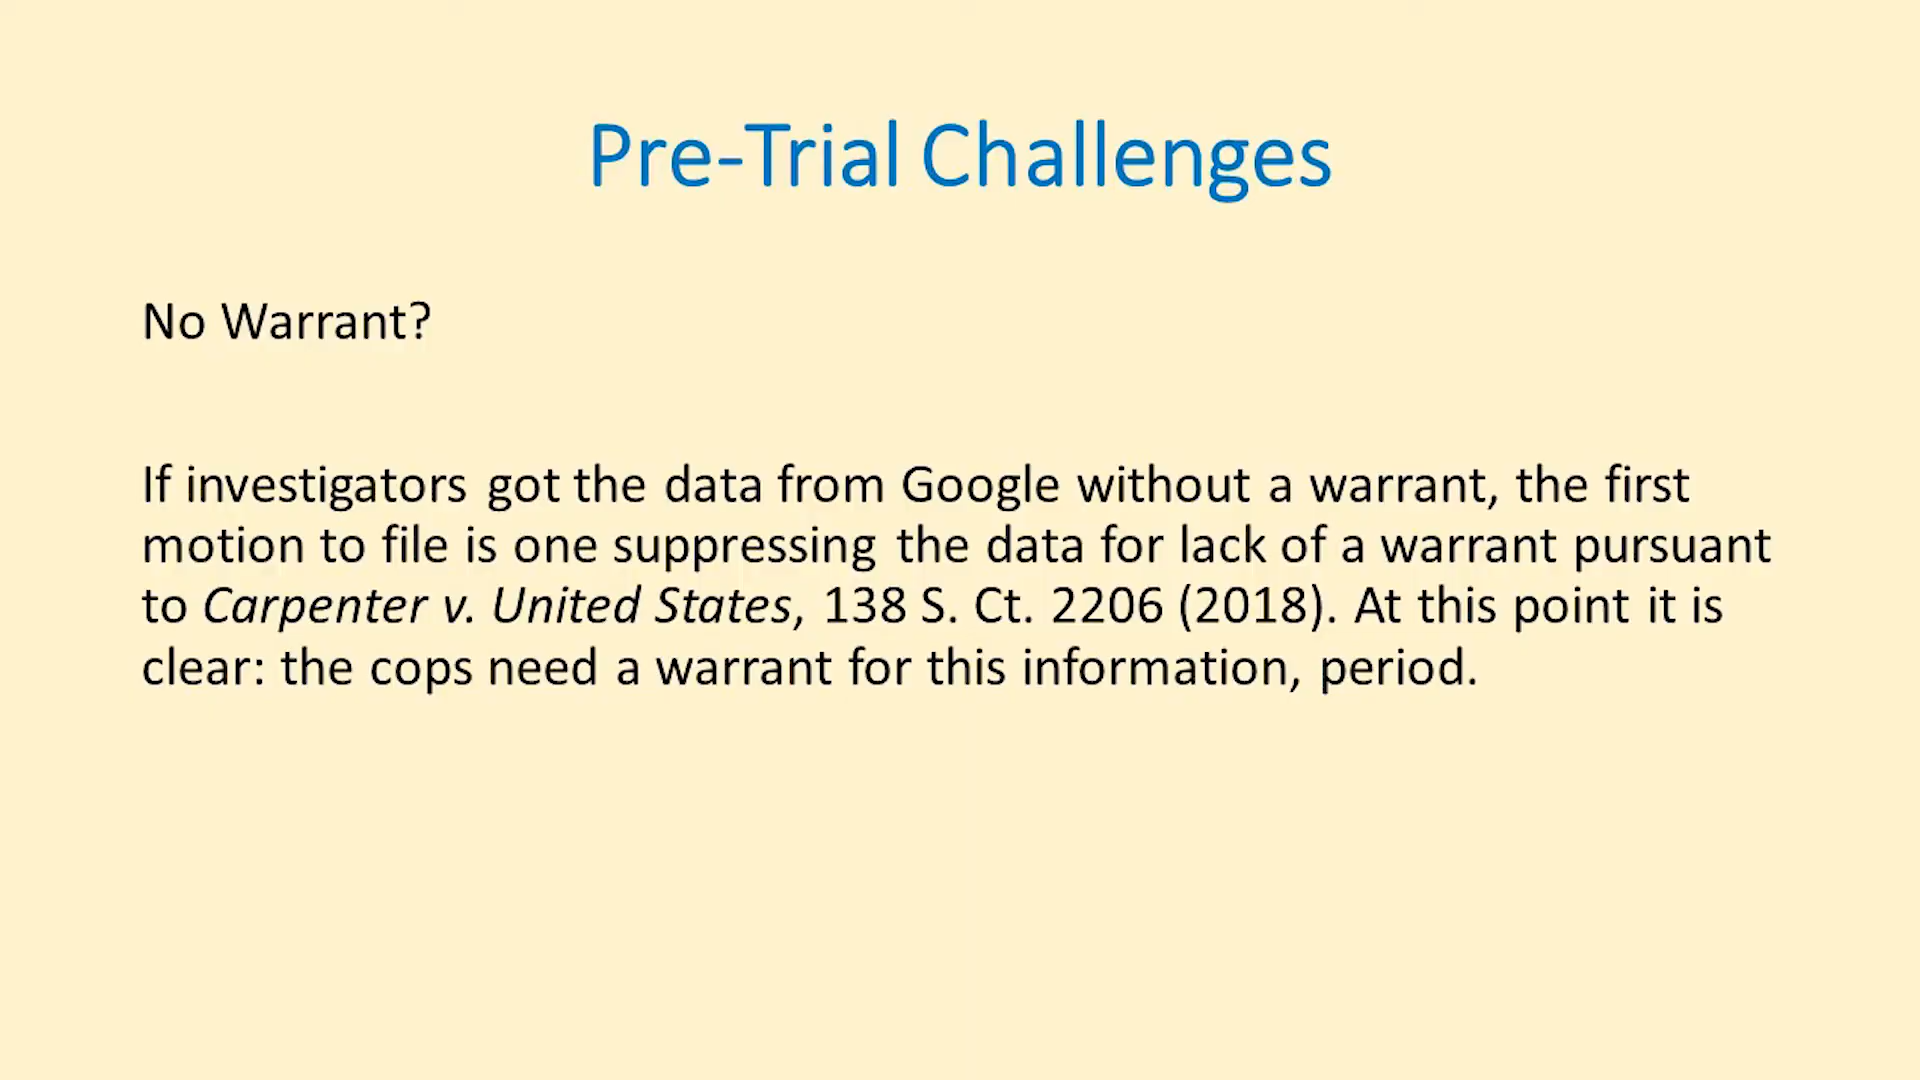 Pre-Trial Challenges
No Warrant?
If investigators got the data from Google without a warrant, the first
motion to file is one suppressing the data for lack of a warrant pursuant
to Carpenter v. United States, 138 S. Ct. 2206 (2018). At this point it is
clear: the cops need a warrant for this information, period.